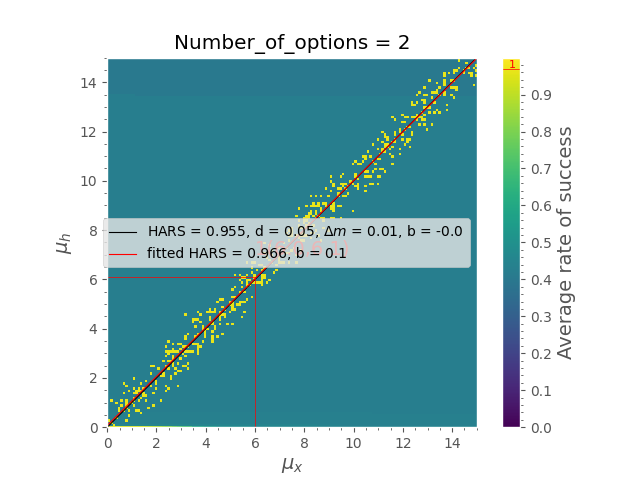 Number_of_options = 2
1
14
12
10
8
6
4
2
0
μh
HARS = 0.955, d = 0.05, Δm = 0.01, b = -0.0
fitted HARS = 0.966, b = 0.1
0 2 4 6 8 10 12 14
μx
0.9
0.8
0.7
0.6
0.5
0.4
0.3
0.2
0.1
0.0
Average rate of success